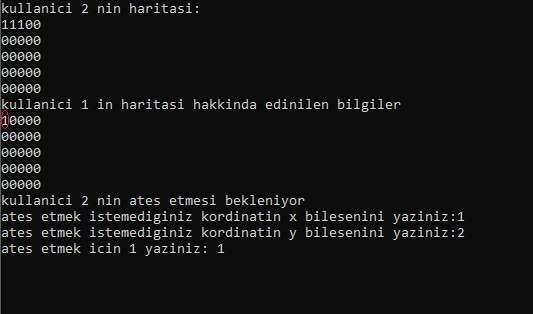 kullanici 2 nin haritasi:
11100
00000
00000
00000
00000
kullanici 1 in haritasi hakkinda edinilen bilgiler
10000
00000
00000
00000
00000
kullanici 2 nin ates etmesi bekleniyor
ates etmek istemediginiz kordinatin x bilesenini yaziniz:1
ates etmek istemediginiz kordinatin y bilesenini yaziniz:2
ates etmek icin 1 yaziniz: 1